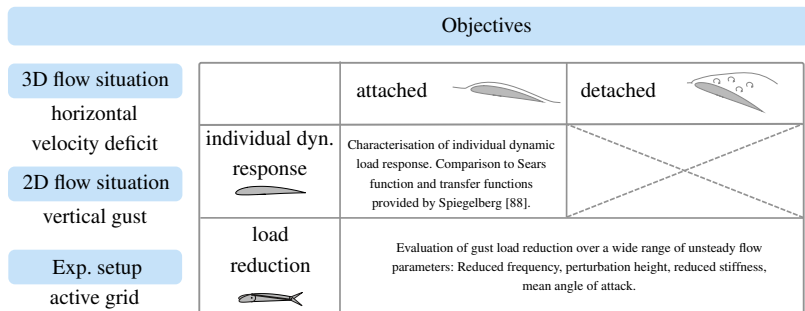 Objectives
3D flow situation
horizontal
velocity deficit
2D flow situation
vertical gust
Exp. setup
active grid
attached
detached
individual dyn.
response
Characterisation of individual dynamic
load response. Comparison to Sears
function and transfer functions
provided by Spiegelberg [88].
load
reduction
Evaluation of gust load reduction over a wide range of unsteady flow
parameters: Reduced frequency, perturbation height, reduced stiffness,
mean angle of attack.